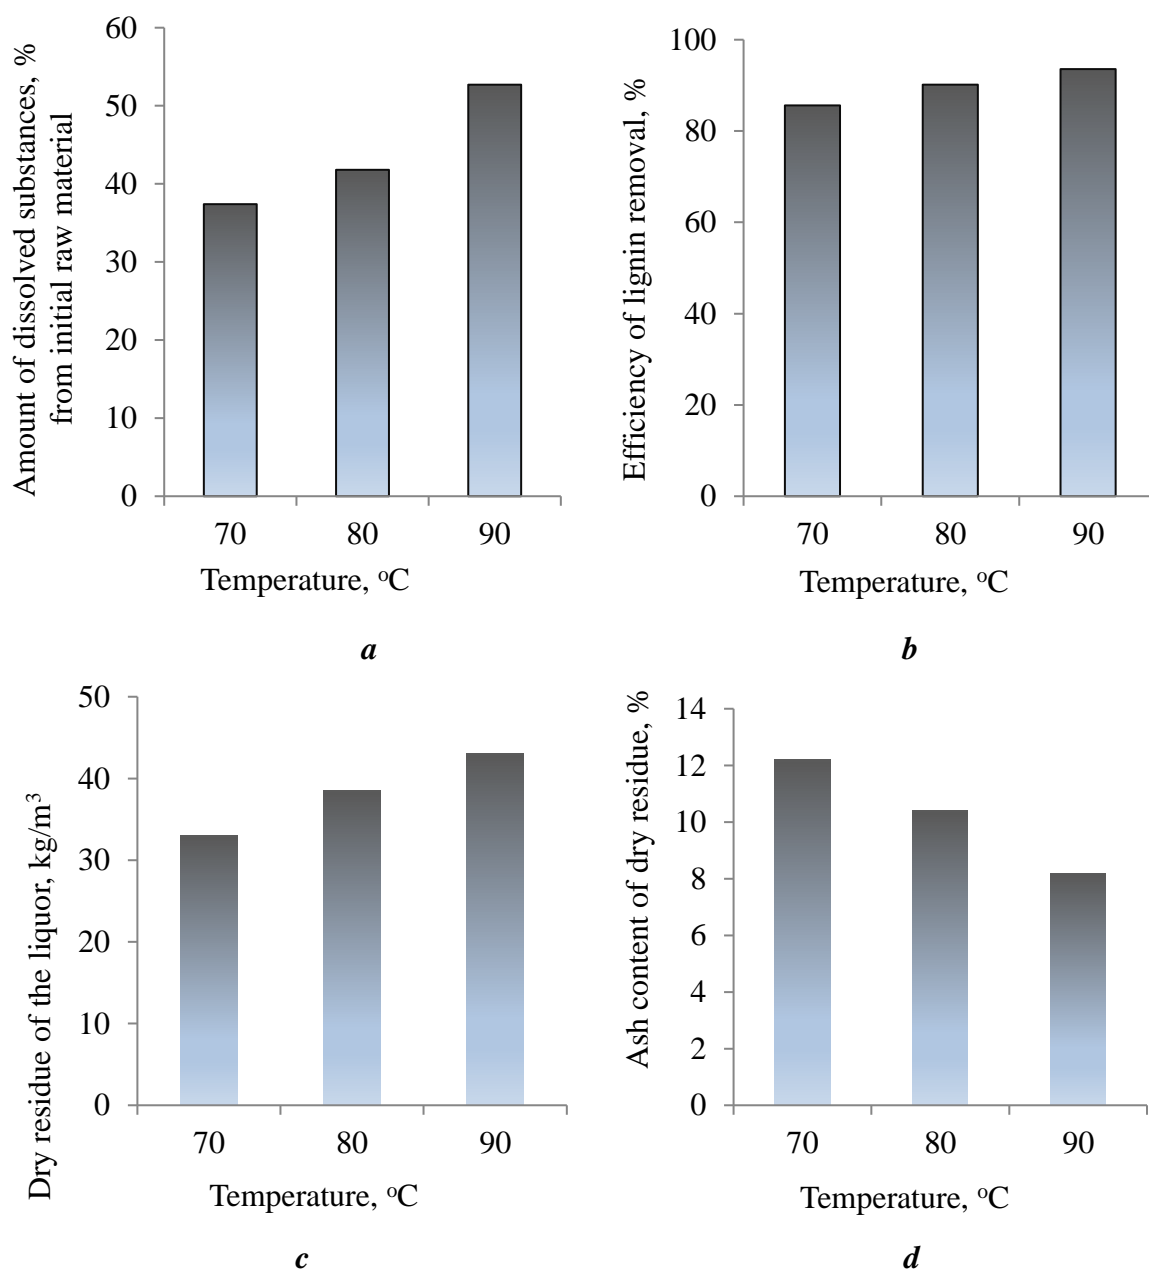 Amount of dissolved substances, %
from initial raw material
60
50
40
30
20
10
0
70 80 90
Temperature, °C
a
Efficiency of lignin removal, %
100
80
60
40
20
0
70 80 90
Temperature, °C
b
Dry residue of the liquor, kg/m³
50
40
30
20
10
0
70 80 90
Temperature, °C
c
Ash content of dry residue, %
14
12
10
8
6
4
2
0
70 80 90
Temperature, °C
d